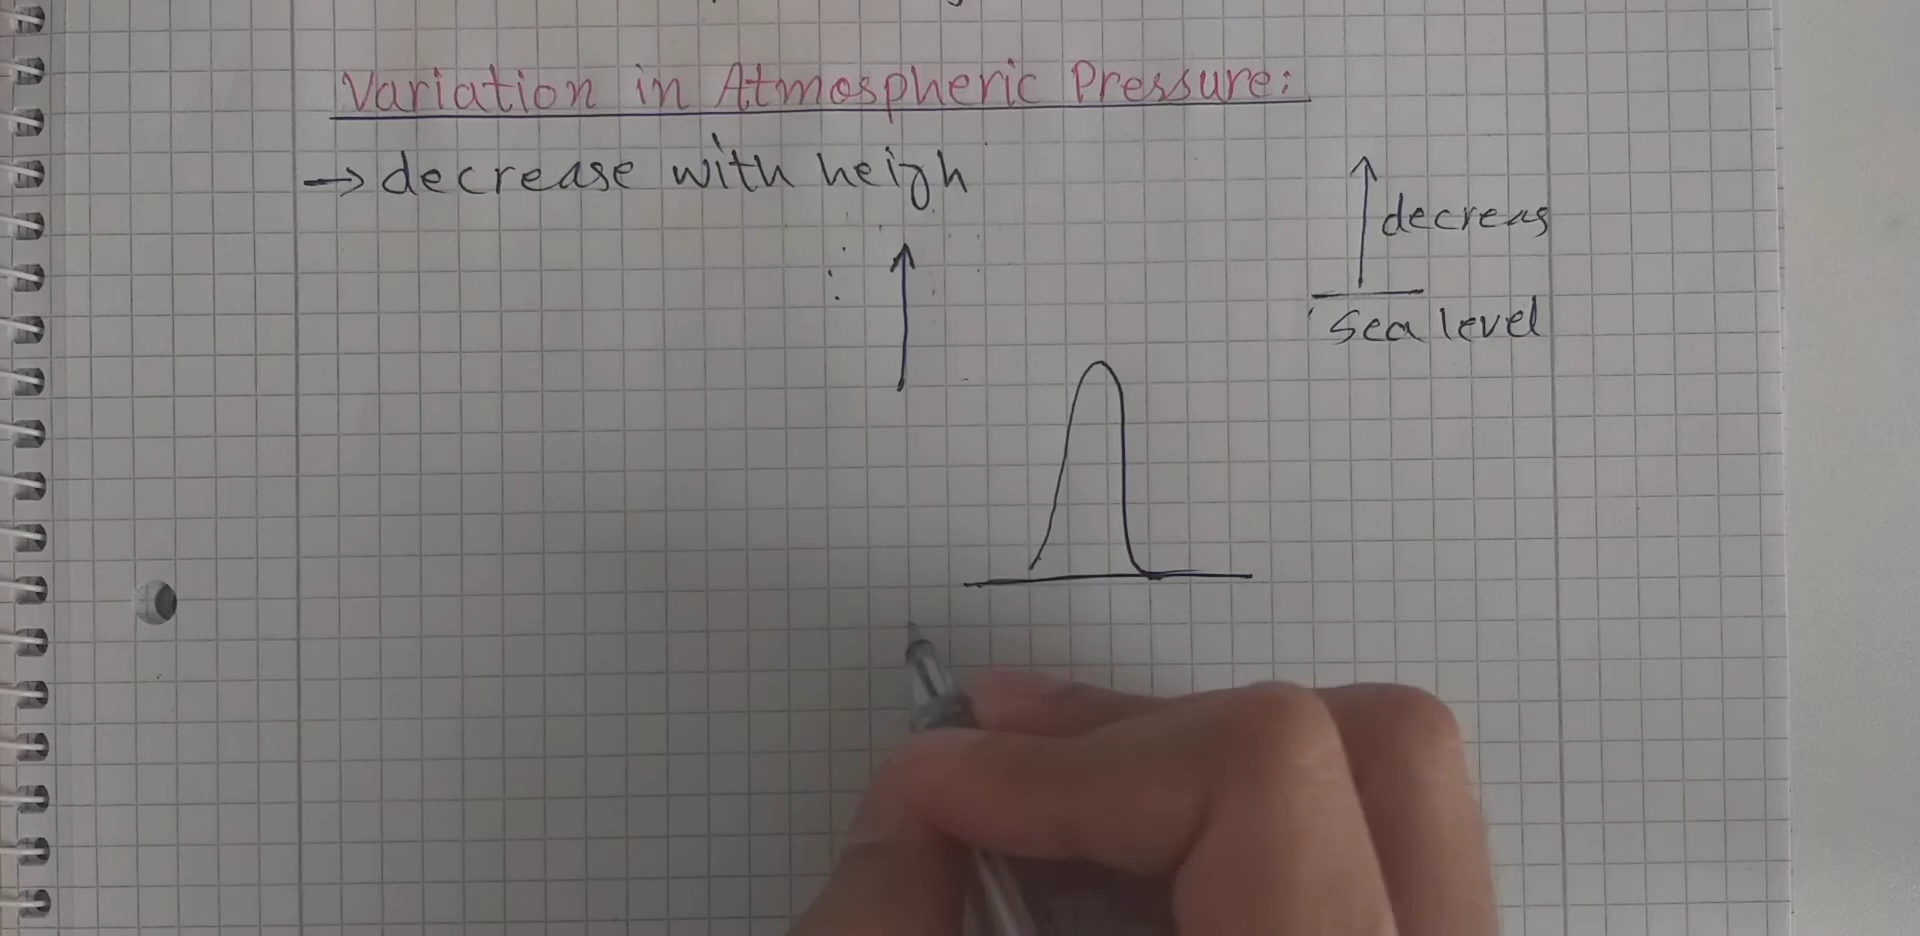 Variation in Atmospheric Pressure:
→ decrease with heigh
decreas
sea level